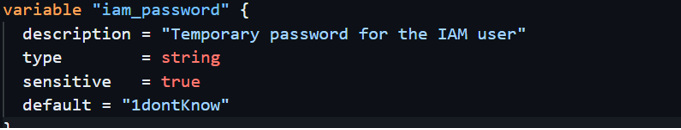 variable "iam_password" {
  description = "Temporary password for the IAM user"
  type        = string
  sensitive   = true
  default = "1dontKnow"
}